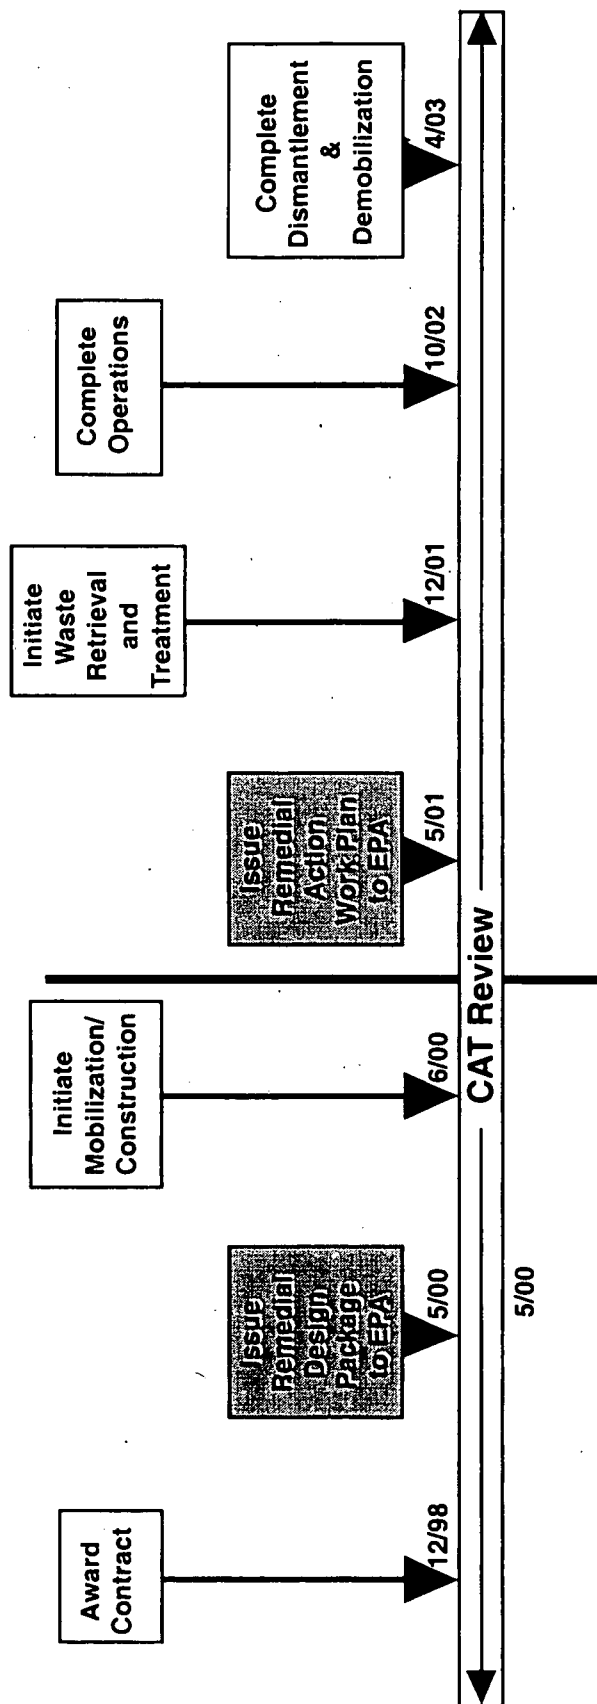 Award
Contract
12/98
Issue
Remedial
Design
Package
to EPA
5/00
5/00
Initiate
Mobilization/
Construction
6/00
CAT Review
Issue
Remedial
Action
Work Plan
to EPA
5/01
Initiate
Waste
Retrieval
and
Treatment
12/01
Complete
Operations
10/02
Complete
Dismantlement
&
Demobilization
4/03